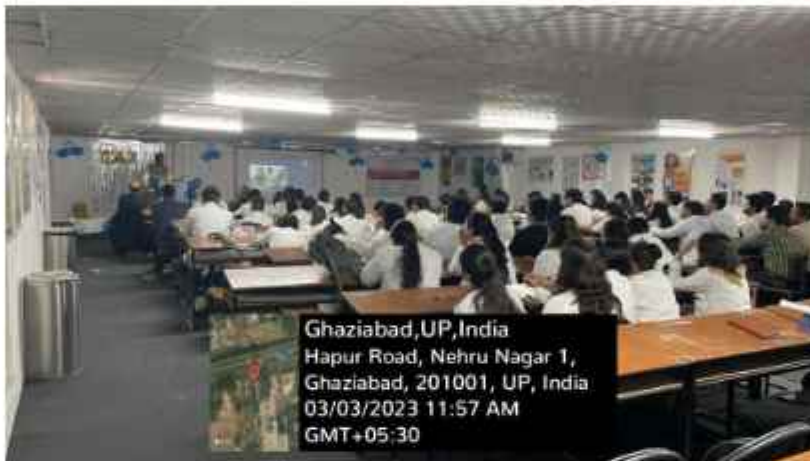 Ghaziabad,UP,India
Hapur Road, Nehru Nagar 1,
Ghaziabad, 201001, UP, India
03/03/2023 11:57 AM
GMT+05:30